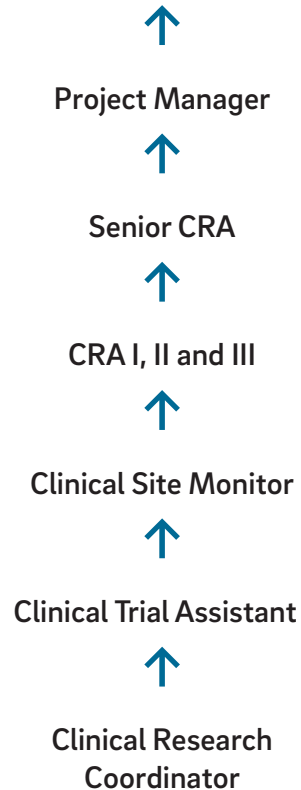 Project Manager
Senior CRA
CRA I, II and III
Clinical Site Monitor
Clinical Trial Assistant
Clinical Research
Coordinator